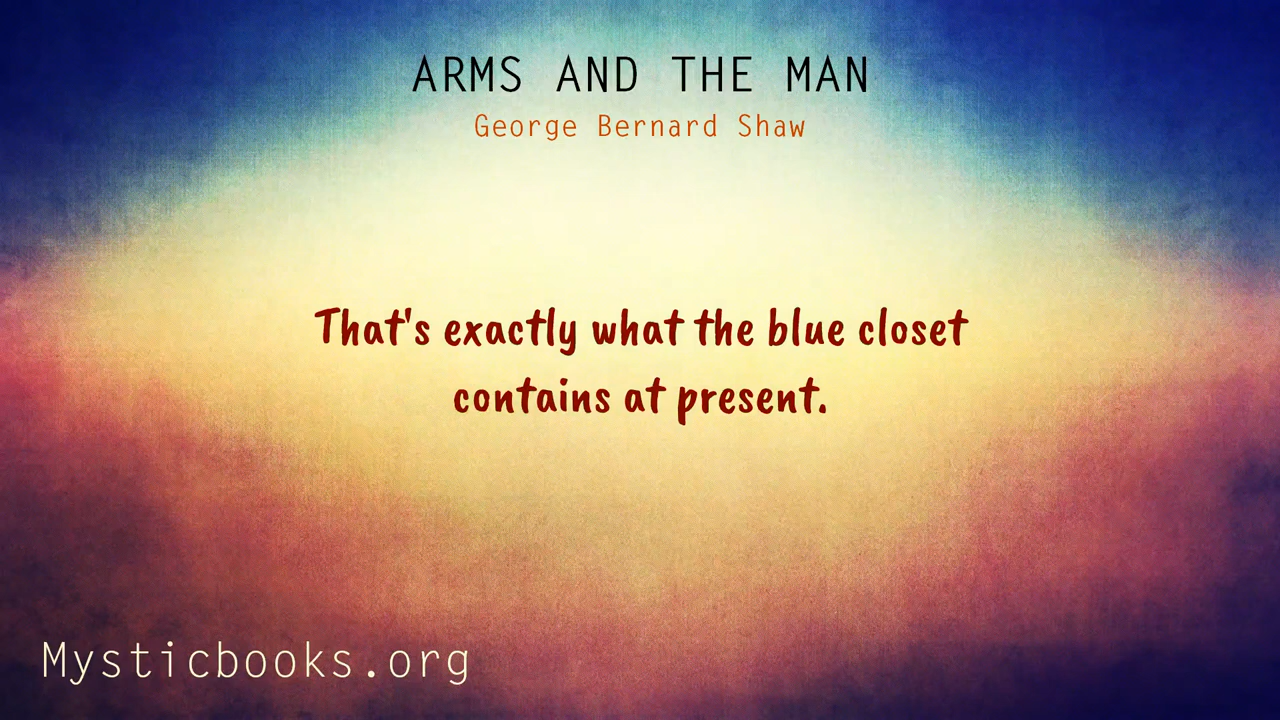 ARMS AND THE MAN
George Bernard Shaw
That's exactly what the blue closet
contains at present.
Mysticbooks.org